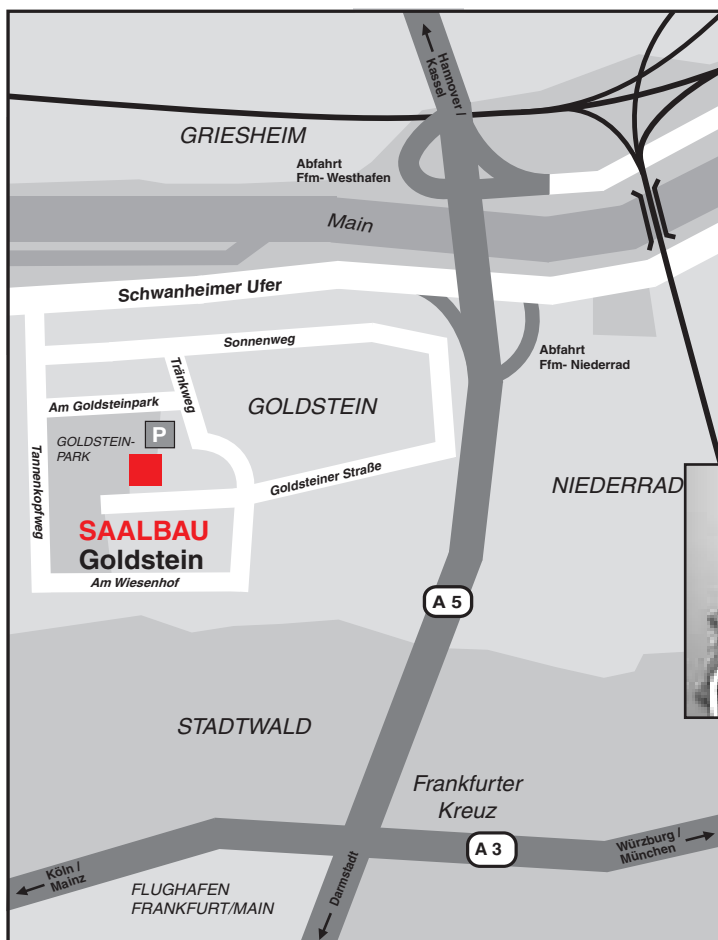 Hannover /
Kassel
GRIESHEIM
Abfahrt
Ffm- Westhafen
Main
Schwanheimer Ufer
Sonnenweg
Tränkweg
Abfahrt
Ffm- Niederrad
Am Goldsteinpark
GOLDSTEIN
P
GOLDSTEIN-
PARK
Tannenkopfweg
Goldsteiner Straße
NIEDERRAD
SAALBAU
Goldstein
Am Wiesenhof
A 5
STADTWALD
Frankfurter
Kreuz
A 3
Würzburg /
München
Köln /
Mainz
Darmstadt
FLUGHAFEN
FRANKFURT/MAIN